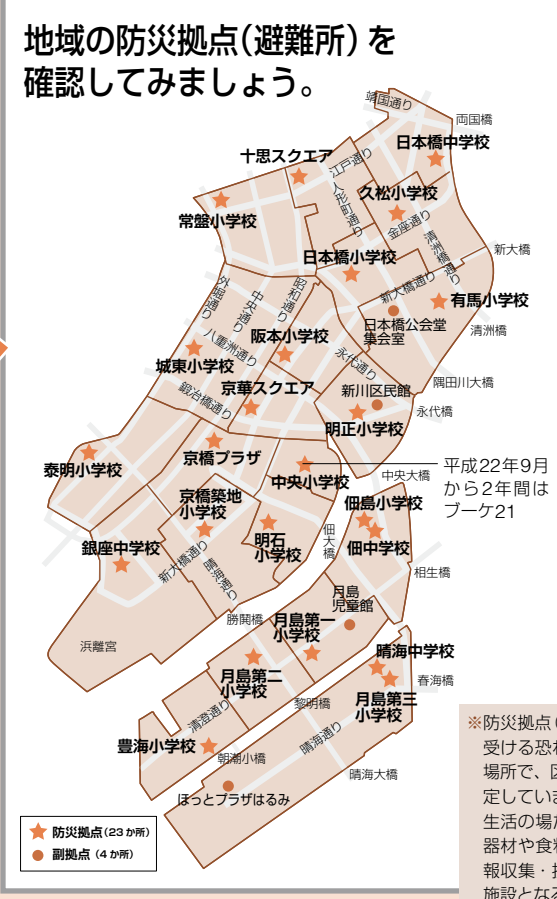 地域の防災拠点(避難所)を
確認してみましょう。
靖国通り
両国橋
日本橋中学校
十思スクエア
江戸通り
人形町通り
久松小学校
常盤小学校
金座通り
清洲橋通り
日本橋小学校
新大橋
外堀通り
中央通り
昭和通り
新大橋通り
有馬小学校
日本橋公会堂
集会室
清洲橋
阪本小学校
八重洲通り
城東小学校
永代通り
隅田川大橋
鍛冶橋通り
京華スクエア
新川区民館
永代橋
明正小学校
泰明小学校
京橋プラザ
中央小学校
中央大橋
平成22年9月
から2年間は
ブーケ21
京橋築地
小学校
佃島小学校
明石
小学校
佃大橋
佃中学校
銀座中学校
新大橋通り
晴海通り
相生橋
月島
児童館
勝鬨橋
月島第一
小学校
浜離宮
晴海中学校
月島第二
小学校
春海橋
黎明橋
月島第三
小学校
清澄通り
豊海小学校
朝潮小橋
晴海通り
晴海大橋
ほっとプラザはるみ
防災拠点(23か所)
副拠点(4か所)
※防災拠点(
受ける恐れ
場所で、区
定していま
生活の場た
器材や食料
報収集・拠
施設となる